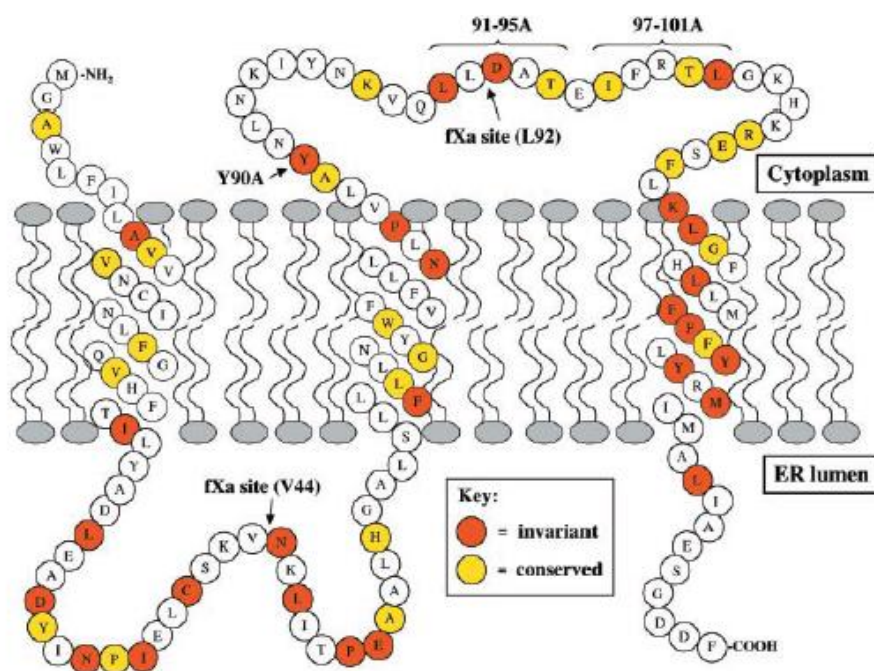 91-95A
97-101A
M
-NH₂
G
A
W
L
F
I
L
A V V
V N C I
N L F G
Q V H F
T I L
Y A D L E A D Y I N P I E L C S K V N K L I T P E A A L H G A L S
L L
N L L F
F W Y G
L L F V
P L N
V L A Y N L N K I Y N K V Q L L D A T E I F R T L G K H K R E S F L
K L G F
H L L M
F F F Y
L Y R M
I M A L I A E S G D D F
-COOH
fXa site (L92)
Y90A
Cytoplasm
ER lumen
fXa site (V44)
Key:
= invariant
= conserved